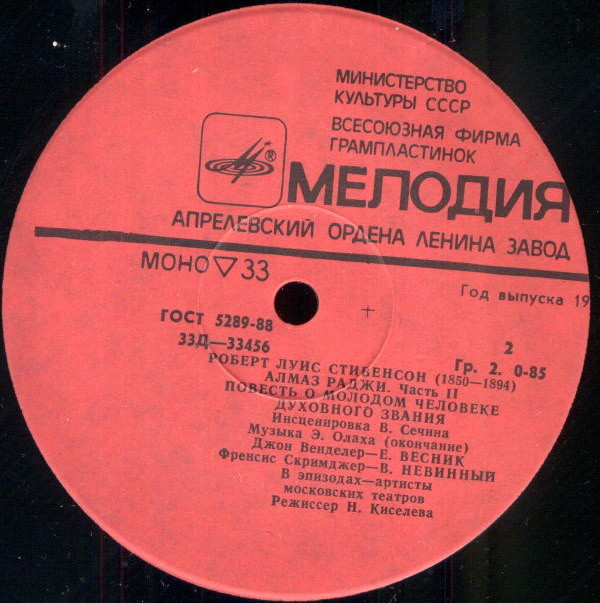 МИНИСТЕРСТВО
КУЛЬТУРЫ СССР
ВСЕСОЮЗНАЯ ФИРМА
ГРАМПЛАСТИНОК
®
МЕЛОДИЯ
АПРЕЛЕВСКИЙ ОРДЕНА ЛЕНИНА ЗАВОД
МОНО ▽ 33
Год выпуска 19
ГОСТ 5289-88
33Д—33456
2
Гр. 2. 0-85
РОБЕРТ ЛУИС СТИВЕНСОН (1850—1894)
АЛМАЗ РАДЖИ. Часть II
ПОВЕСТЬ О МОЛОДОМ ЧЕЛОВЕКЕ
ДУХОВНОГО ЗВАНИЯ
Инсценировка В. Сечина
Музыка Э. Олаха (окончание)
Джон Венделер—Е. ВЕСНИК
Френсис Скримджер—В. НЕВИННЫЙ
В эпизодах—артисты
московских театров
Режиссер Н. Киселева